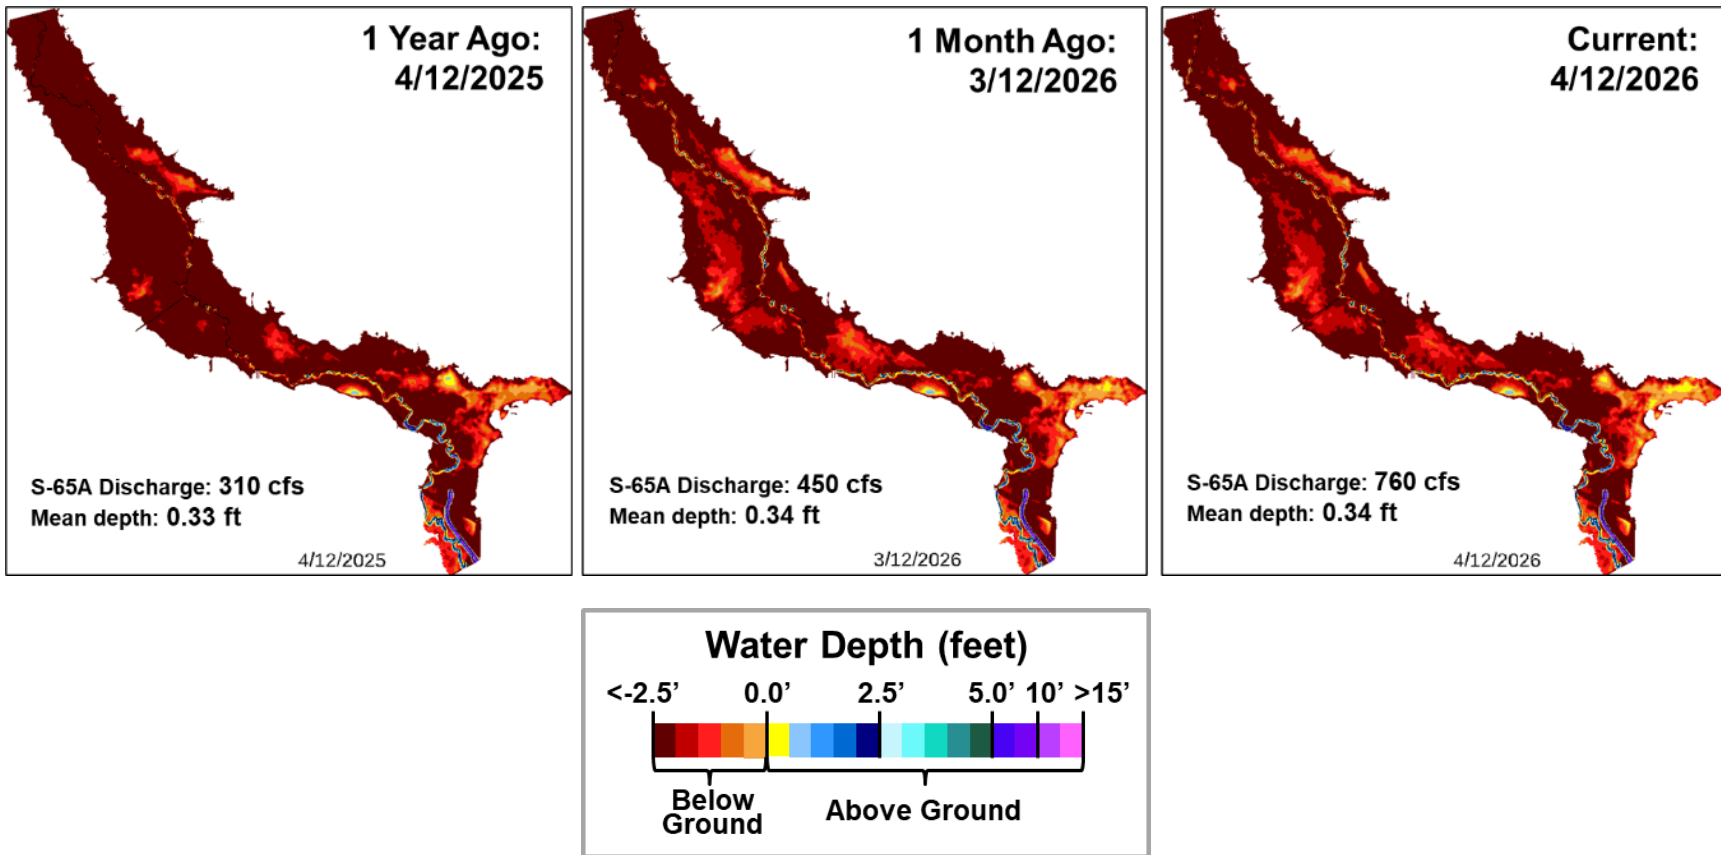 1 Year Ago:
4/12/2025
S-65A Discharge: 310 cfs
Mean depth: 0.33 ft
4/12/2025
1 Month Ago:
3/12/2026
S-65A Discharge: 450 cfs
Mean depth: 0.34 ft
3/12/2026
Current:
4/12/2026
S-65A Discharge: 760 cfs
Mean depth: 0.34 ft
4/12/2026
Water Depth (feet)
<-2.5’ 0.0’ 2.5’ 5.0’ 10’ >15’
Below
Ground
Above Ground